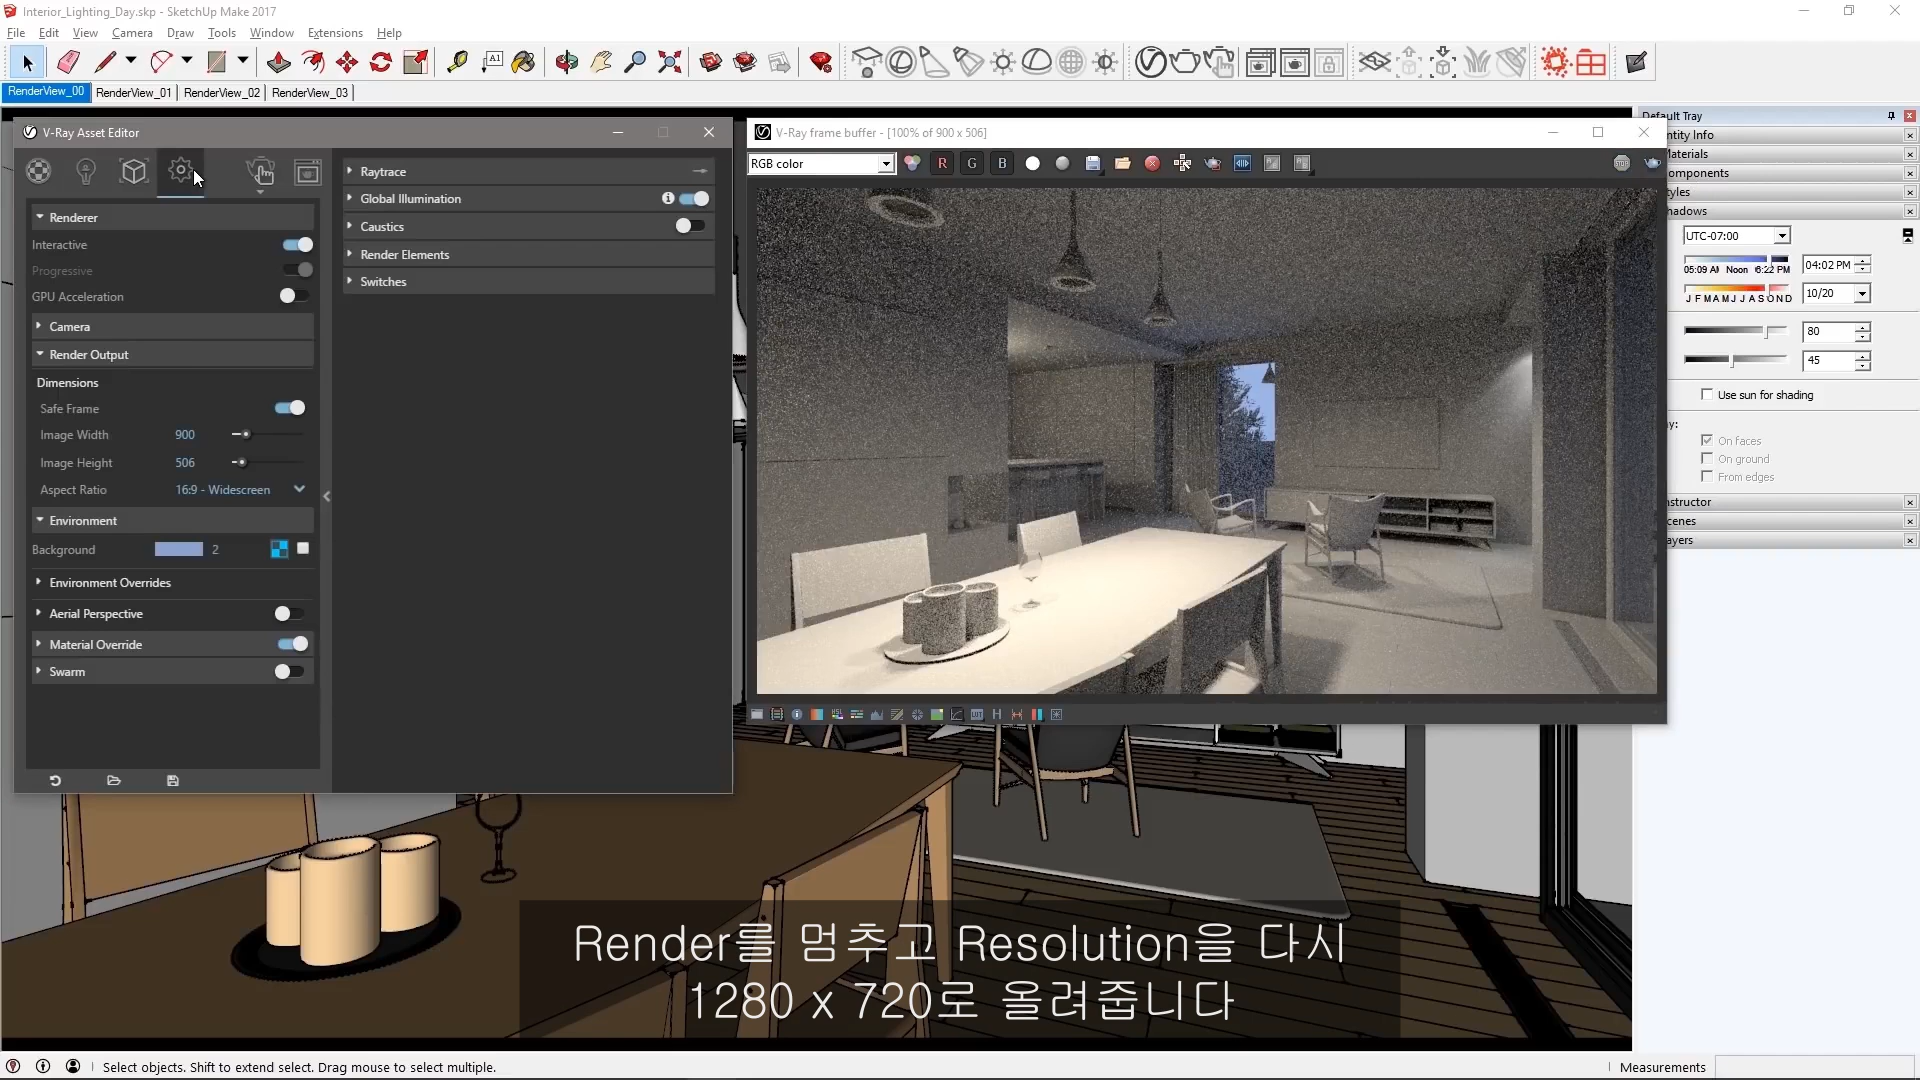 Interior_Lighting_Day.skp - SketchUp Make 2017
File Edit View Camera Draw Tools Window Extensions Help
A1
RenderView_00 RenderView_01 RenderView_02 RenderView_03
V-Ray Asset Editor
Renderer
Interactive
Progressive
GPU Acceleration
Camera
Render Output
Dimensions
Safe Frame
Image Width 900
Image Height 506
Aspect Ratio 16:9 - Widescreen
Environment
Background 2
Environment Overrides
Aerial Perspective
Material Override
Swarm
Raytrace
Global Illumination
Caustics
Render Elements
Switches
V-Ray frame buffer - [100% of 900 x 506]
RGB color
R G B
Default Tray
ntity Info
Materials
omponents
tyles
hadows
UTC-07:00
05:09 AM Noon 06:22 PM 04:02 PM
J F M A M J J A S O N D 10/20
80
45
Use sun for shading
ay:
On faces
On ground
From edges
nstructor
cenes
ayers
Render를 멈추고 Resolution을 다시
1280 x 720로 올려줍니다
Select objects. Shift to extend select. Drag mouse to select multiple.
Measurements